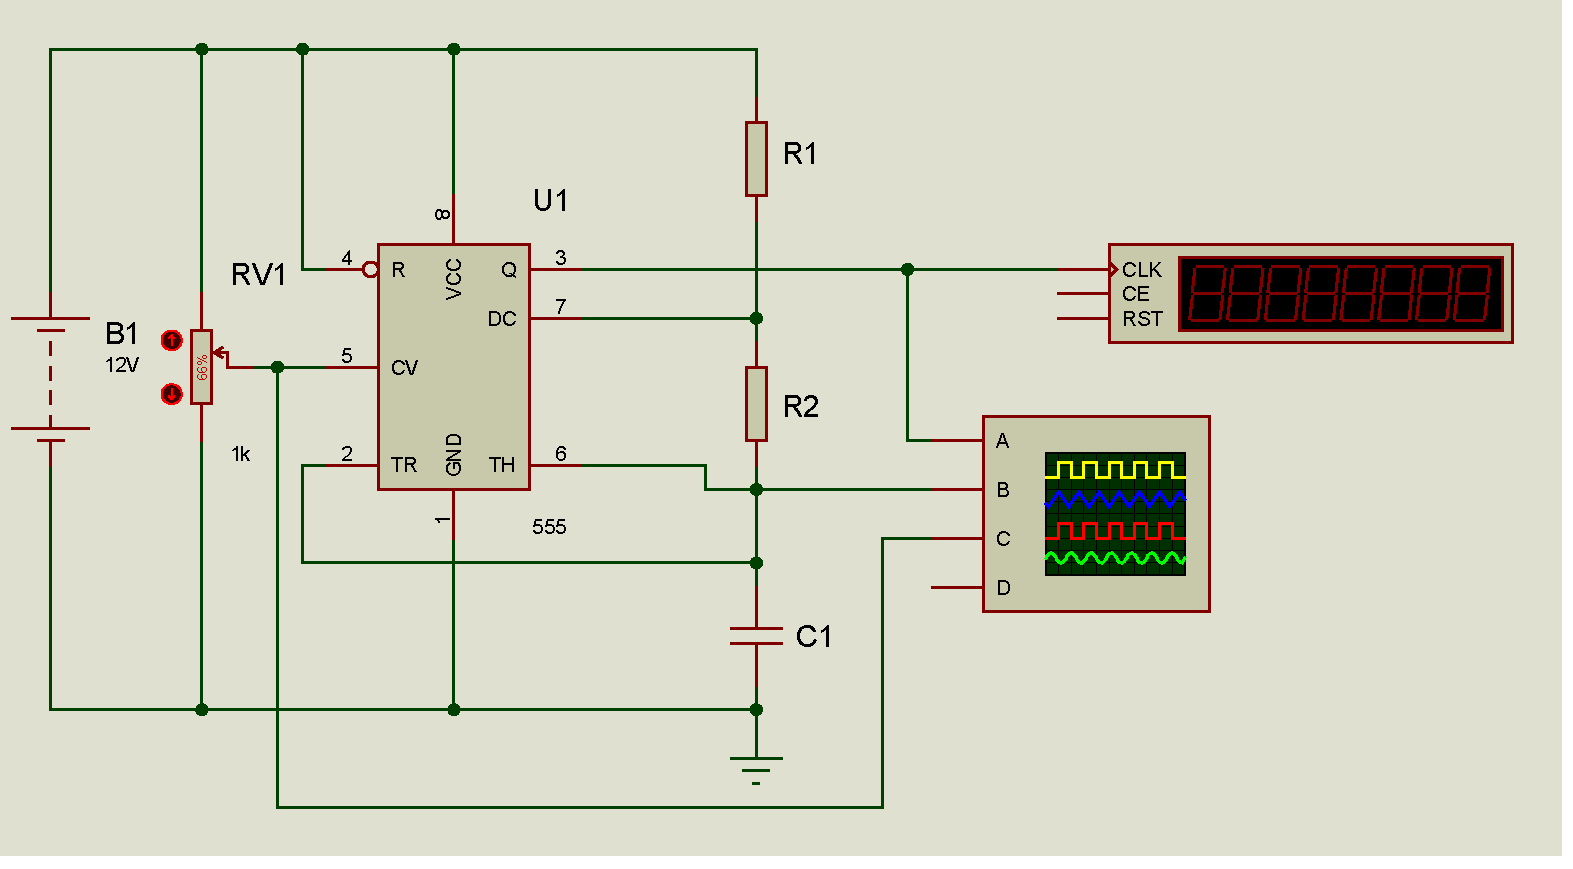 R1
U1
8
4
R
VCC
Q
3
CLK
RV1
CE
DC
7
RST
B1
12V
66%
5
CV
R2
A
1k
2
TR
GND
TH
6
B
1
555
C
D
C1